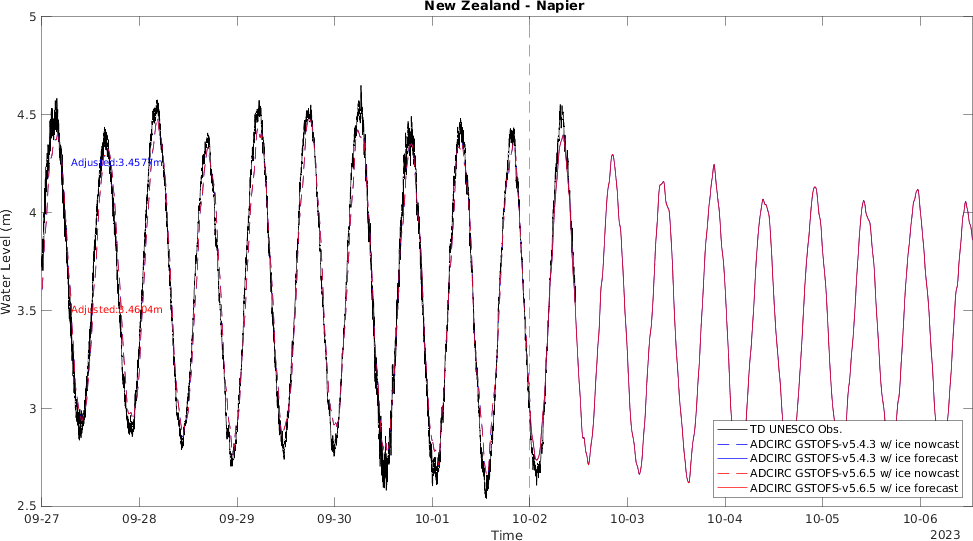 New Zealand - Napier
5
4.5
4
3.5
3
2.5
Water Level (m)
Adjusted:3.4577m
Adjusted:3.4604m
TD UNESCO Obs.
ADCIRC GSTOFS-v5.4.3 w/ ice nowcast
ADCIRC GSTOFS-v5.4.3 w/ ice forecast
ADCIRC GSTOFS-v5.6.5 w/ ice nowcast
ADCIRC GSTOFS-v5.6.5 w/ ice forecast
09-27 09-28 09-29 09-30 10-01 10-02 10-03 10-04 10-05 10-06
Time
2023